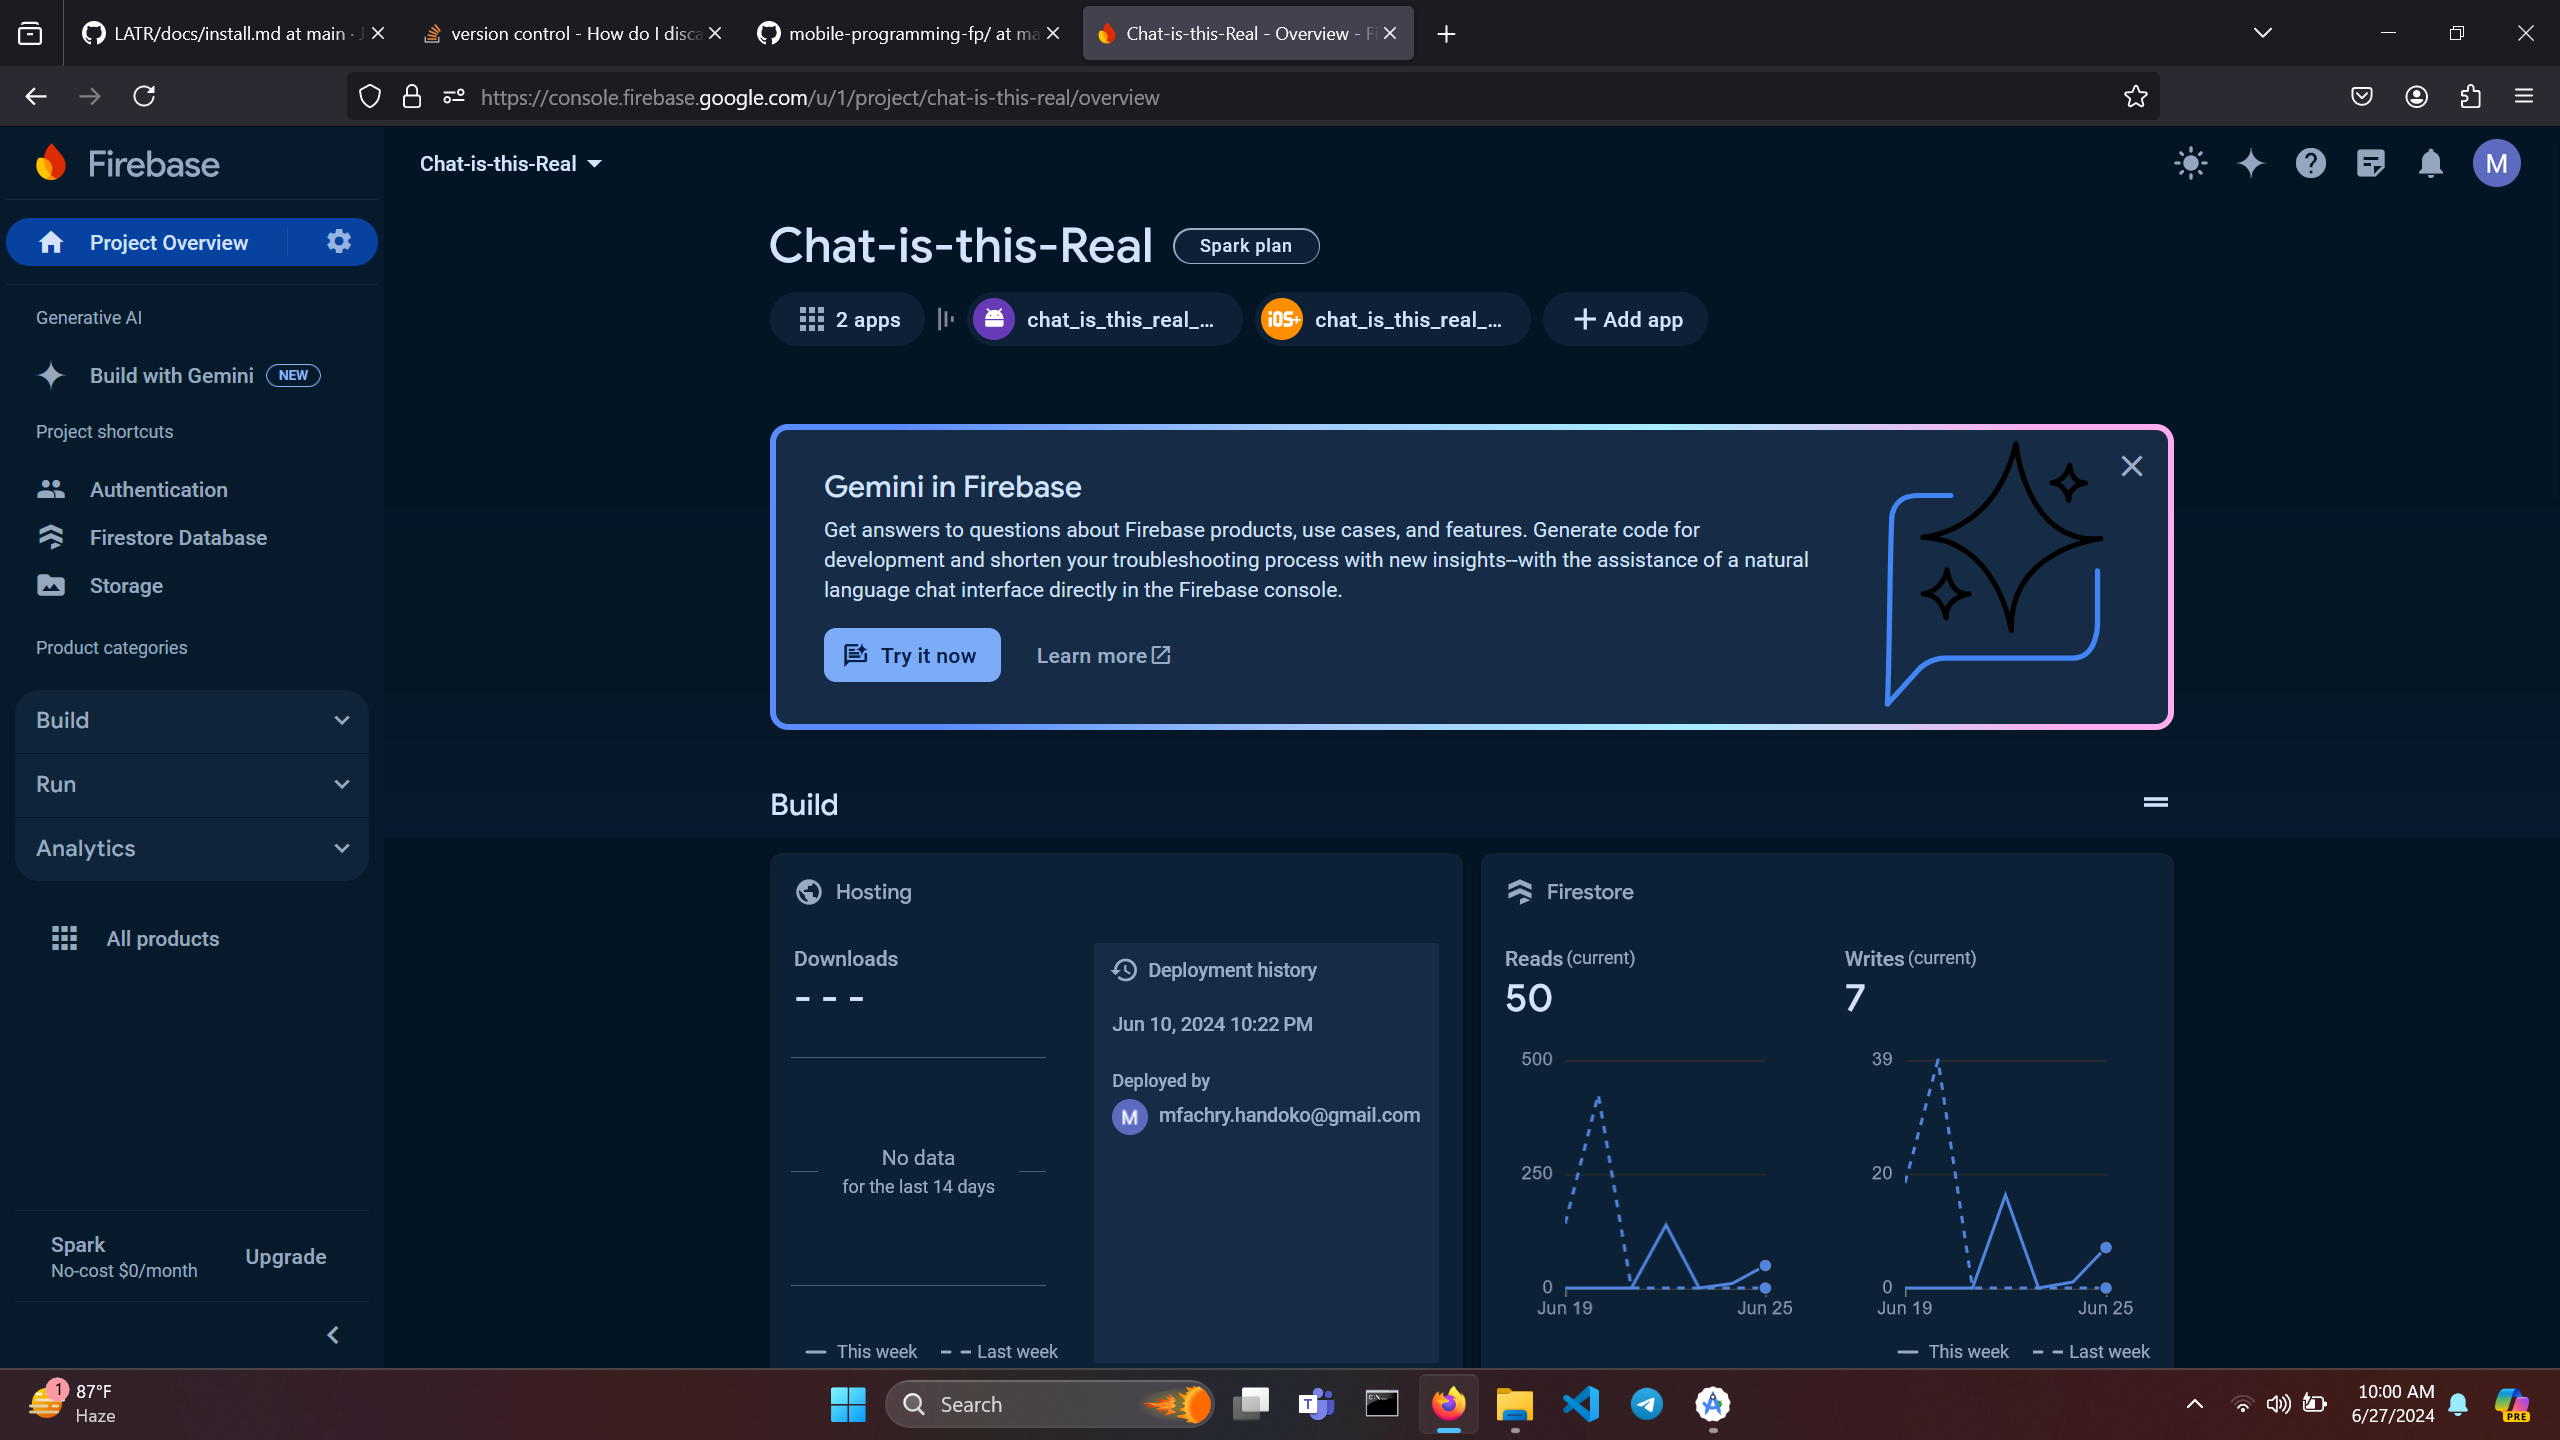 LATR/docs/install.md at main · J
version control - How do I disca
mobile-programming-fp/ at ma
Chat-is-this-Real - Overview - Fi
https://console.firebase.google.com/u/1/project/chat-is-this-real/overview
Firebase
Chat-is-this-Real
M
Project Overview
Generative AI
Build with Gemini NEW
Project shortcuts
Authentication
Firestore Database
Storage
Product categories
Build
Run
Analytics
All products
Spark
No-cost $0/month
Upgrade
Chat-is-this-Real
Spark plan
2 apps
chat_is_this_real_...
iOS+
chat_is_this_real_...
Add app
Gemini in Firebase
Get answers to questions about Firebase products, use cases, and features. Generate code for
development and shorten your troubleshooting process with new insights--with the assistance of a natural
language chat interface directly in the Firebase console.
Try it now
Learn more
Build
Hosting
Downloads
- - -
No data
for the last 14 days
This week
Last week
Deployment history
Jun 10, 2024 10:22 PM
Deployed by
M
mfachry.handoko@gmail.com
Firestore
Reads (current)
50
500
250
0
Jun 19
Jun 25
Writes (current)
7
39
20
0
Jun 19
Jun 25
This week
Last week
1
87°F
Haze
Search
T
PRE
10:00 AM
6/27/2024